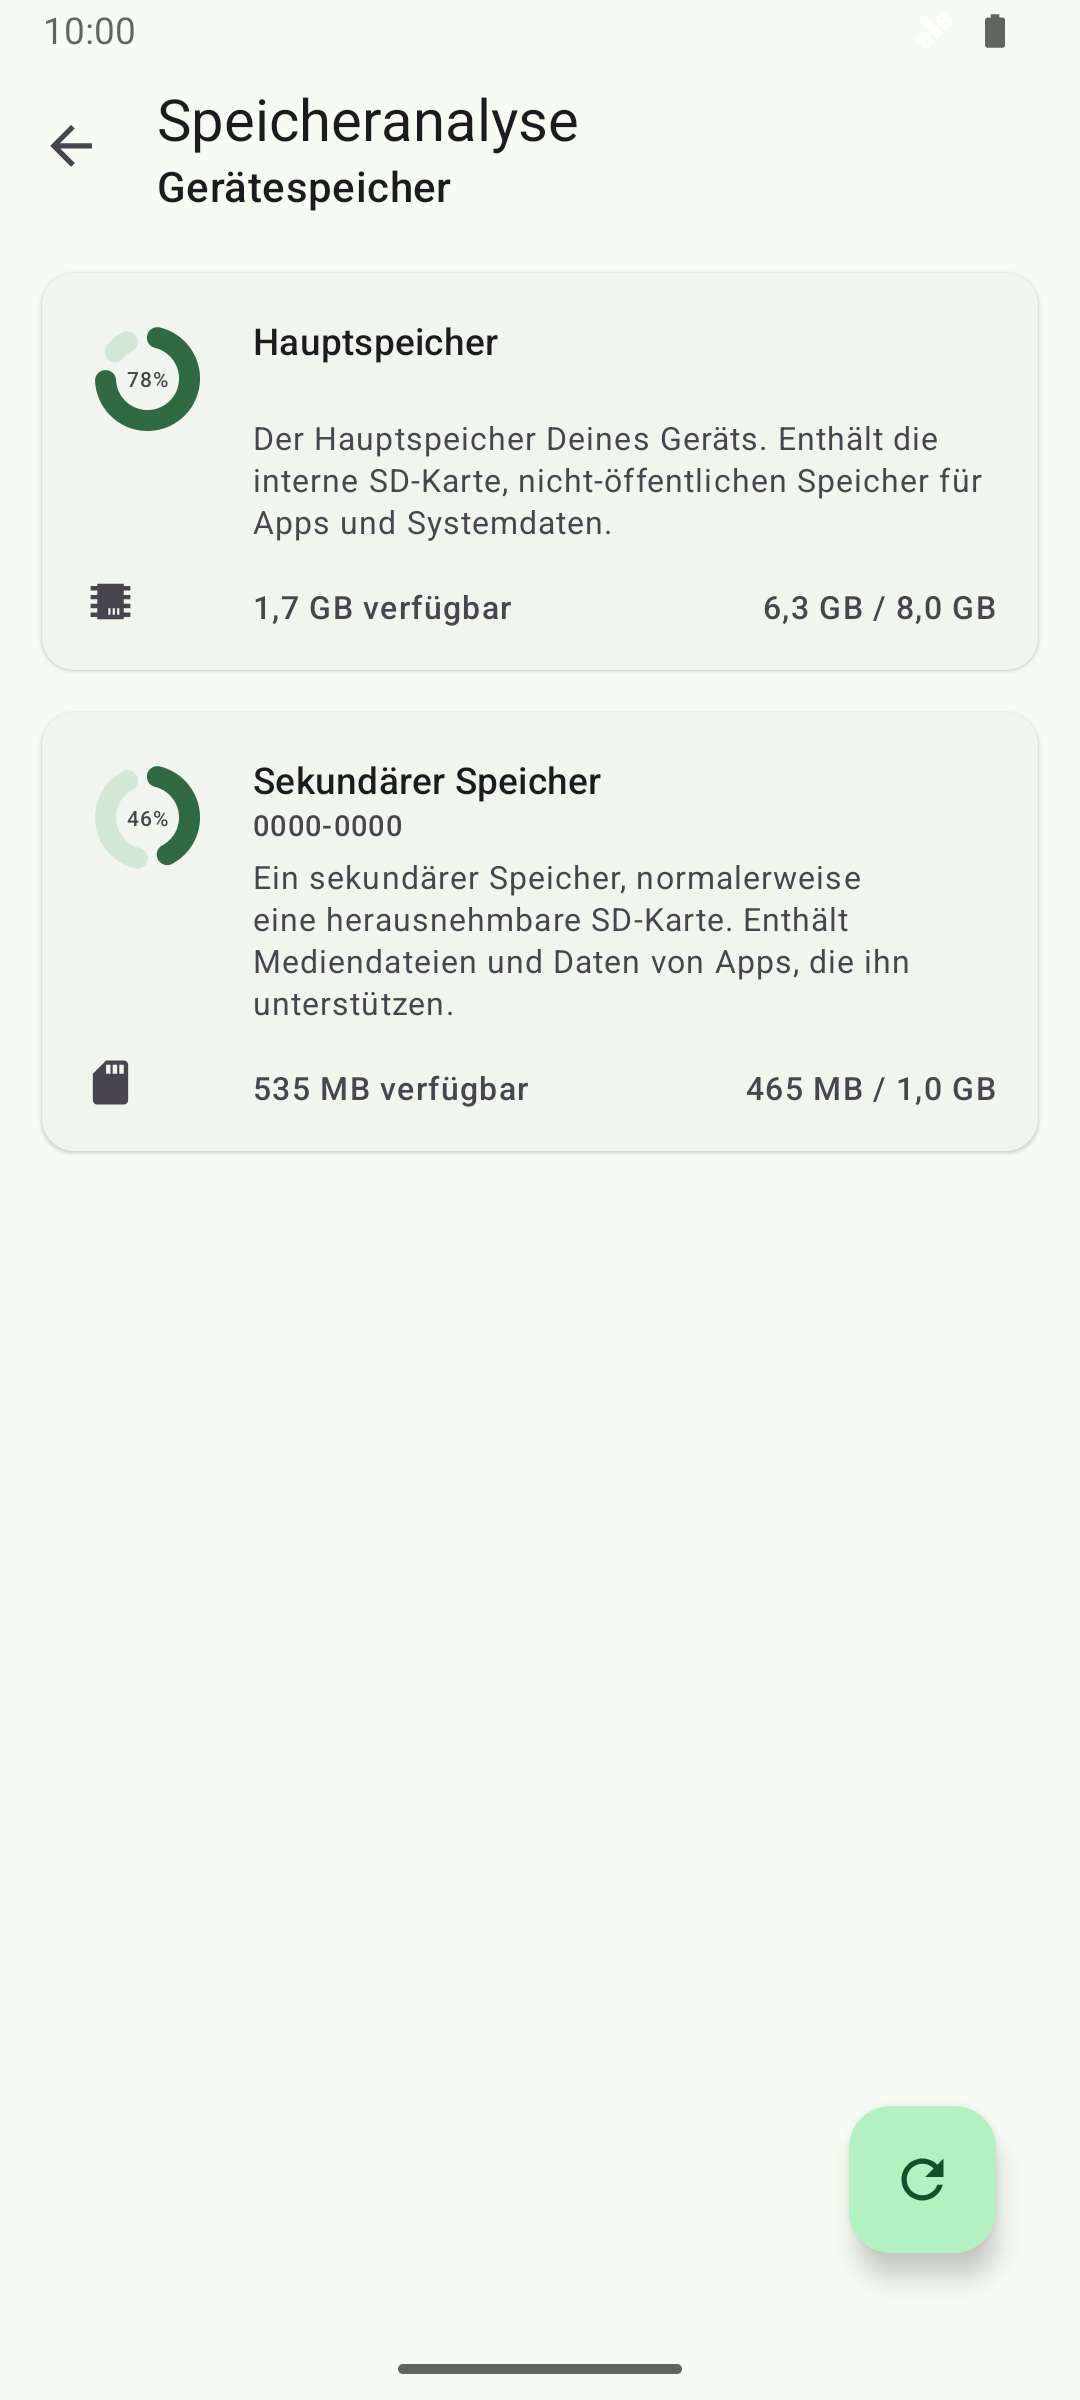 10:00
Speicheranalyse
Gerätespeicher
78%
Hauptspeicher
Der Hauptspeicher Deines Geräts. Enthält die
interne SD-Karte, nicht-öffentlichen Speicher für
Apps und Systemdaten.
1,7 GB verfügbar
6,3 GB / 8,0 GB
46%
Sekundärer Speicher
0000-0000
Ein sekundärer Speicher, normalerweise
eine herausnehmbare SD-Karte. Enthält
Mediendateien und Daten von Apps, die ihn
unterstützen.
535 MB verfügbar
465 MB / 1,0 GB